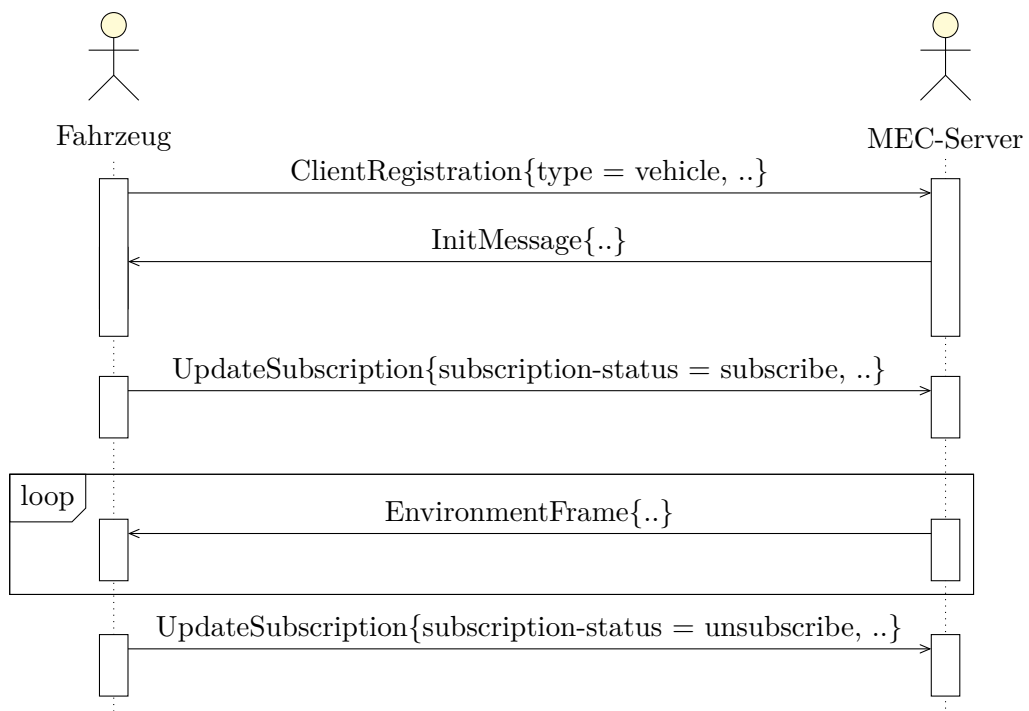 Fahrzeug
MEC-Server
ClientRegistration{type = vehicle, ..}
InitMessage{..}
UpdateSubscription{subscription-status = subscribe, ..}
loop
EnvironmentFrame{..}
UpdateSubscription{subscription-status = unsubscribe, ..}